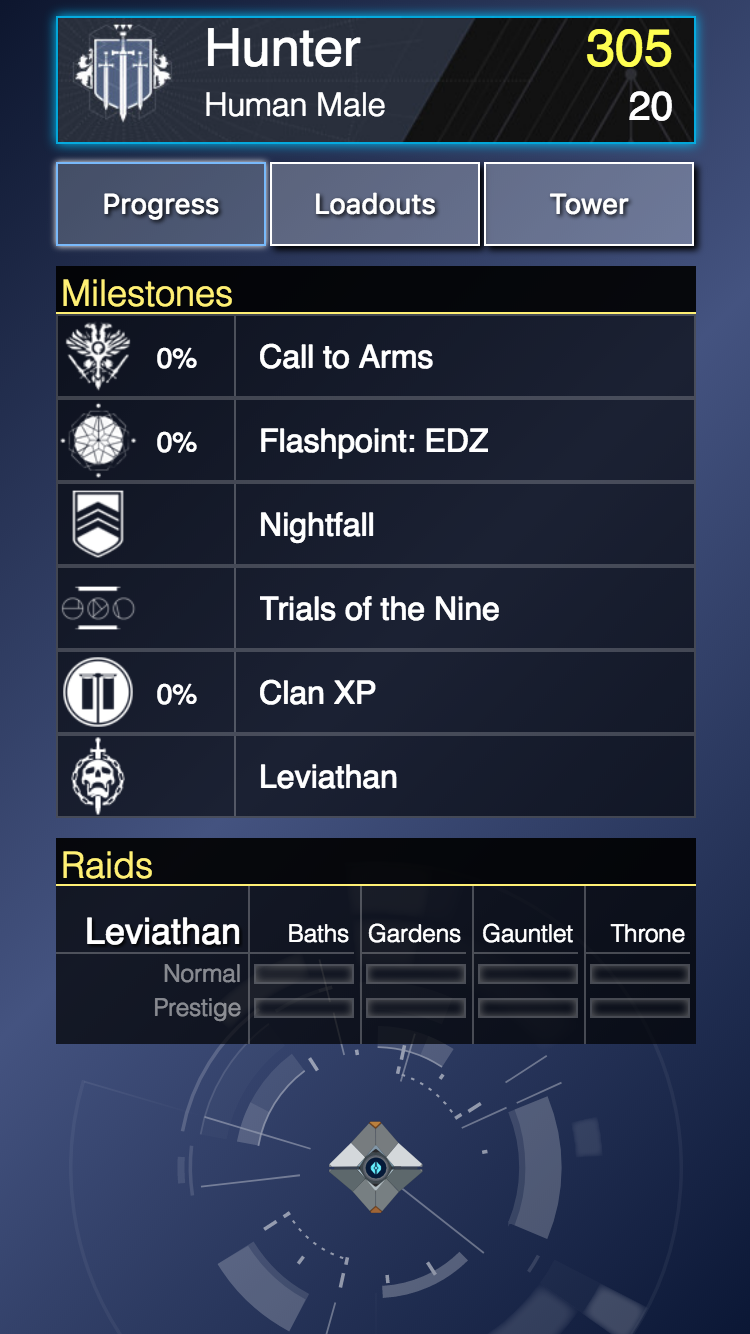 Hunter 305
Human Male 20
Progress Loadouts Tower
Milestones
0% Call to Arms
0% Flashpoint: EDZ
Nightfall
Trials of the Nine
0% Clan XP
Leviathan
Raids
Leviathan Baths Gardens Gauntlet Throne
Normal
Prestige